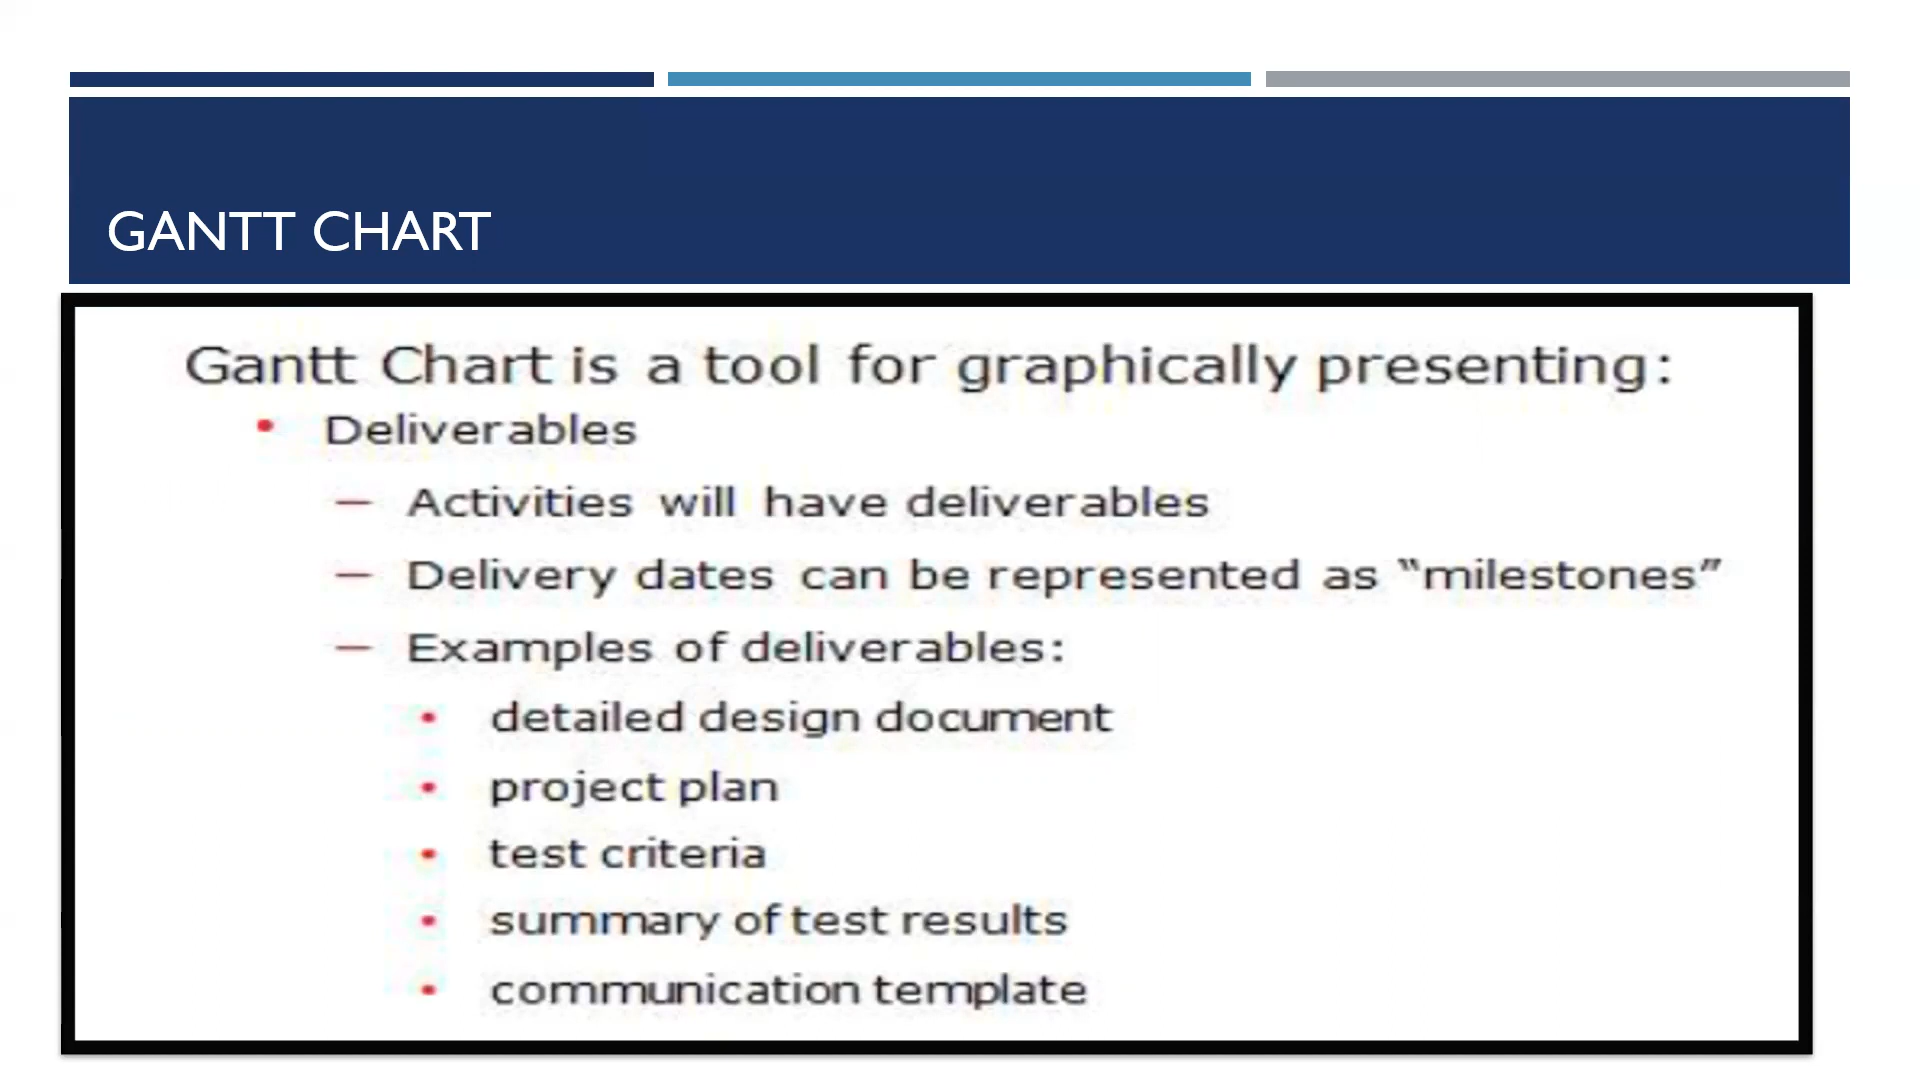 GANTT CHART
Gantt Chart is a tool for graphically presenting:
• Deliverables
— Activities will have deliverables
— Delivery dates can be represented as “milestones”
— Examples of deliverables:
• detailed design document
• project plan
• test criteria
• summary of test results
• communication template